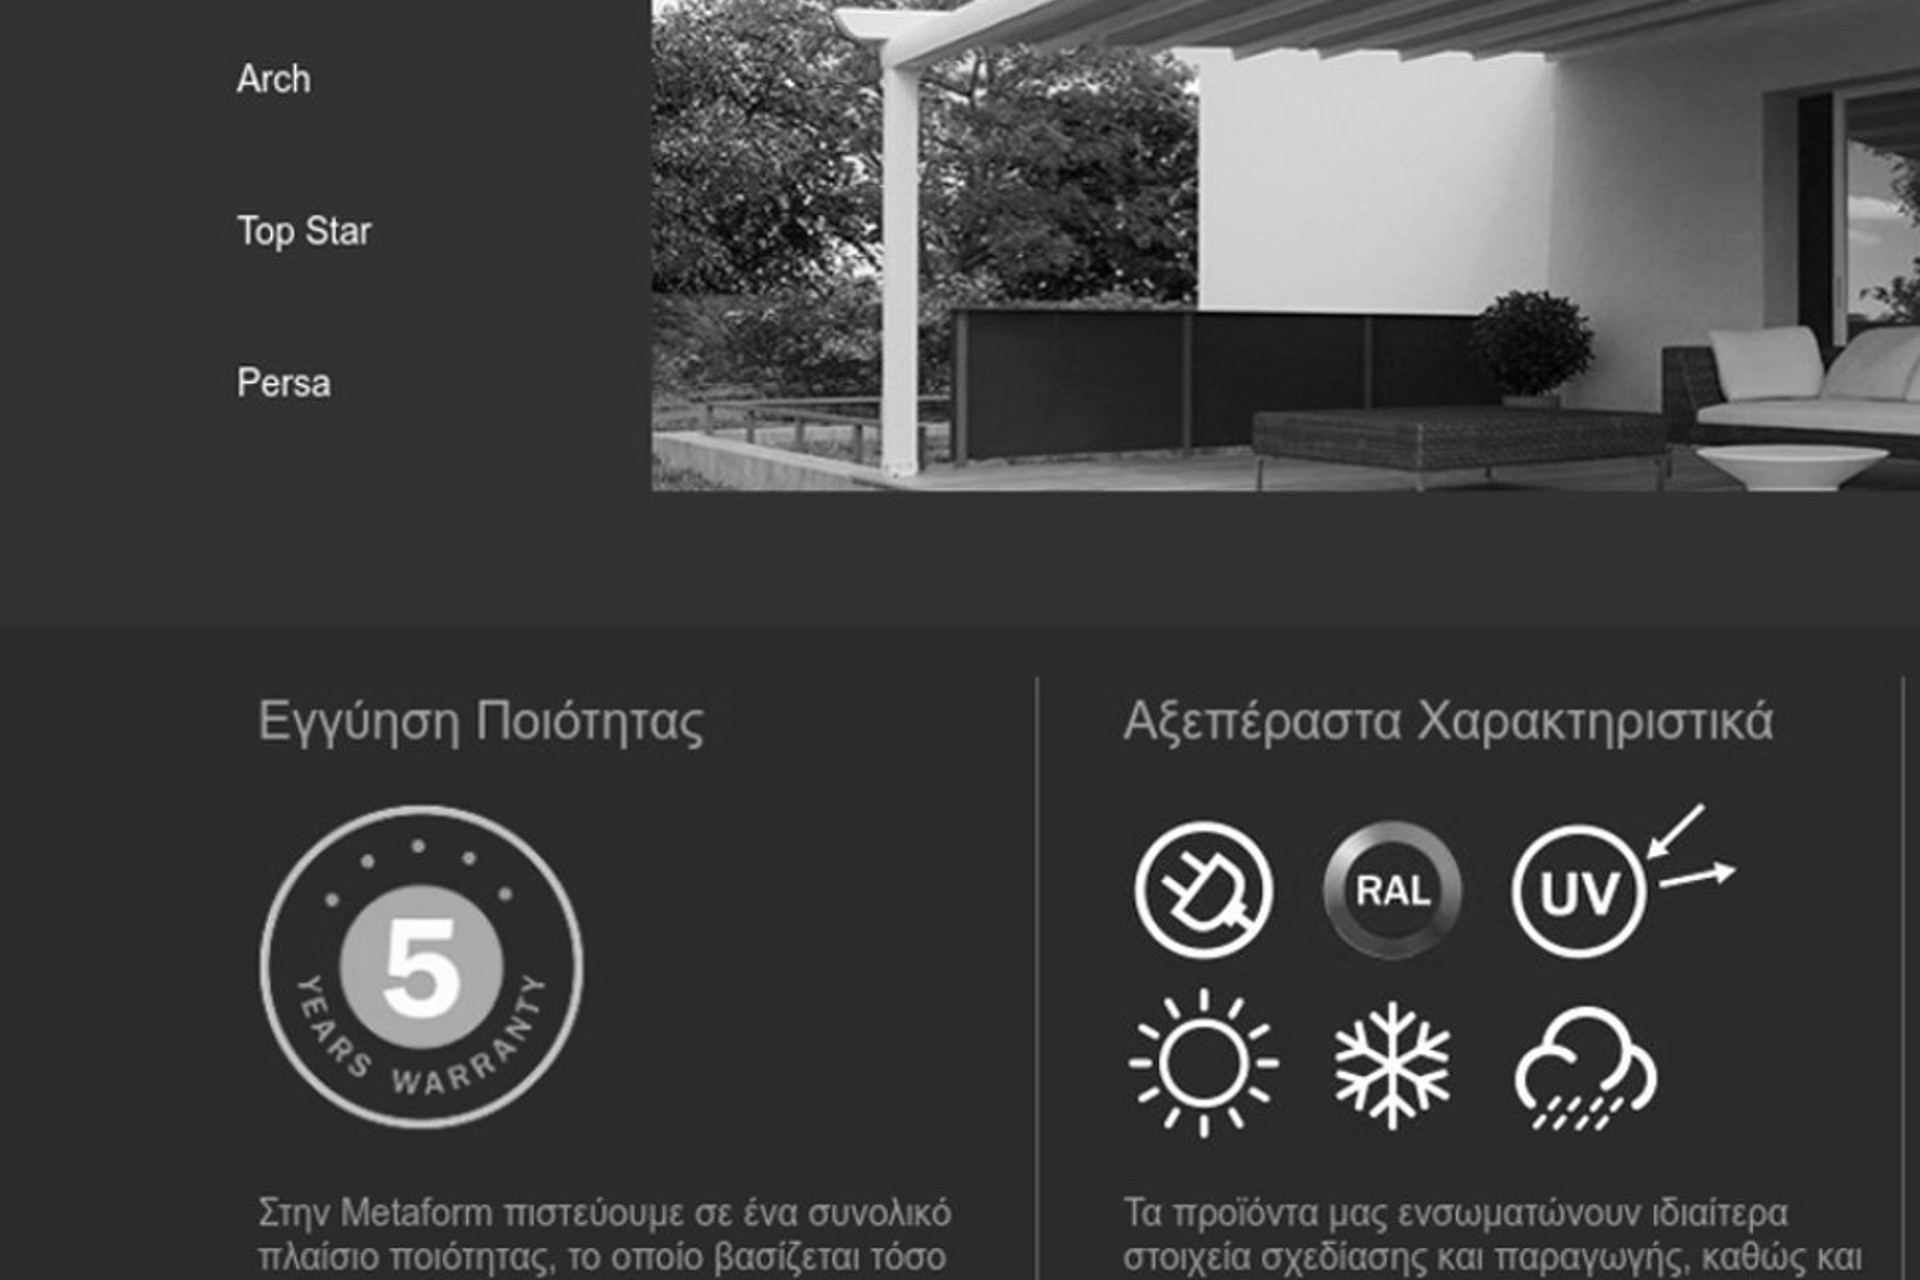 Arch
Top Star
Persa
Εγγύηση Ποιότητας
5
YEARS WARRANTY
Αξεπέραστα Χαρακτηριστικά
RAL
UV
Στην Metaform πιστεύουμε σε ένα συνολικό
πλαίσιο ποιότητας, το οποίο βασίζεται τόσο
Τα προϊόντα μας ενσωματώνουν ιδιαίτερα
στοιχεία σχεδίασης και παραγωγής, καθώς και